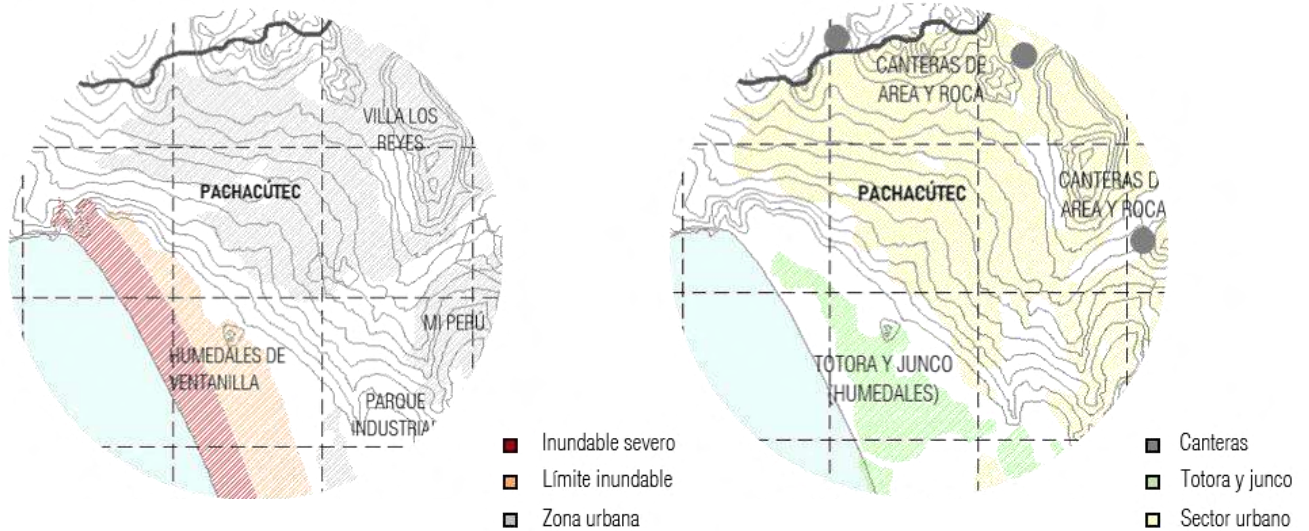 VILLA LOS
REYES
PACHACÚTEC
MI PERÚ
HUMEDALES DE
VENTANILLA
PARQUE
INDUSTRIAL
Inundable severo
Límite inundable
Zona urbana
CANTERAS DE
AREA Y ROCA
CANTERAS D
AREA Y ROCA
PACHACÚTEC
TOTORA Y JUNCO
(HUMEDALES)
Canteras
Totora y junco
Sector urbano